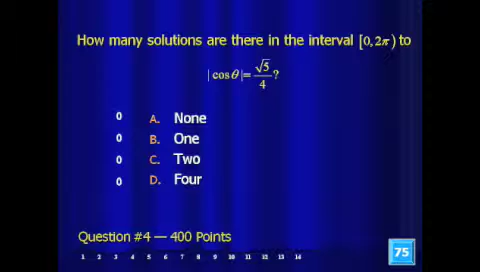 How many solutions are there in the interval [0,2π) to
|cosθ|=√5/4?
0 A. None
0 B. One
0 C. Two
0 D. Four
Question #4 — 400 Points
75
1 2 3 4 5 6 7 8 9 10 11 12 13 14